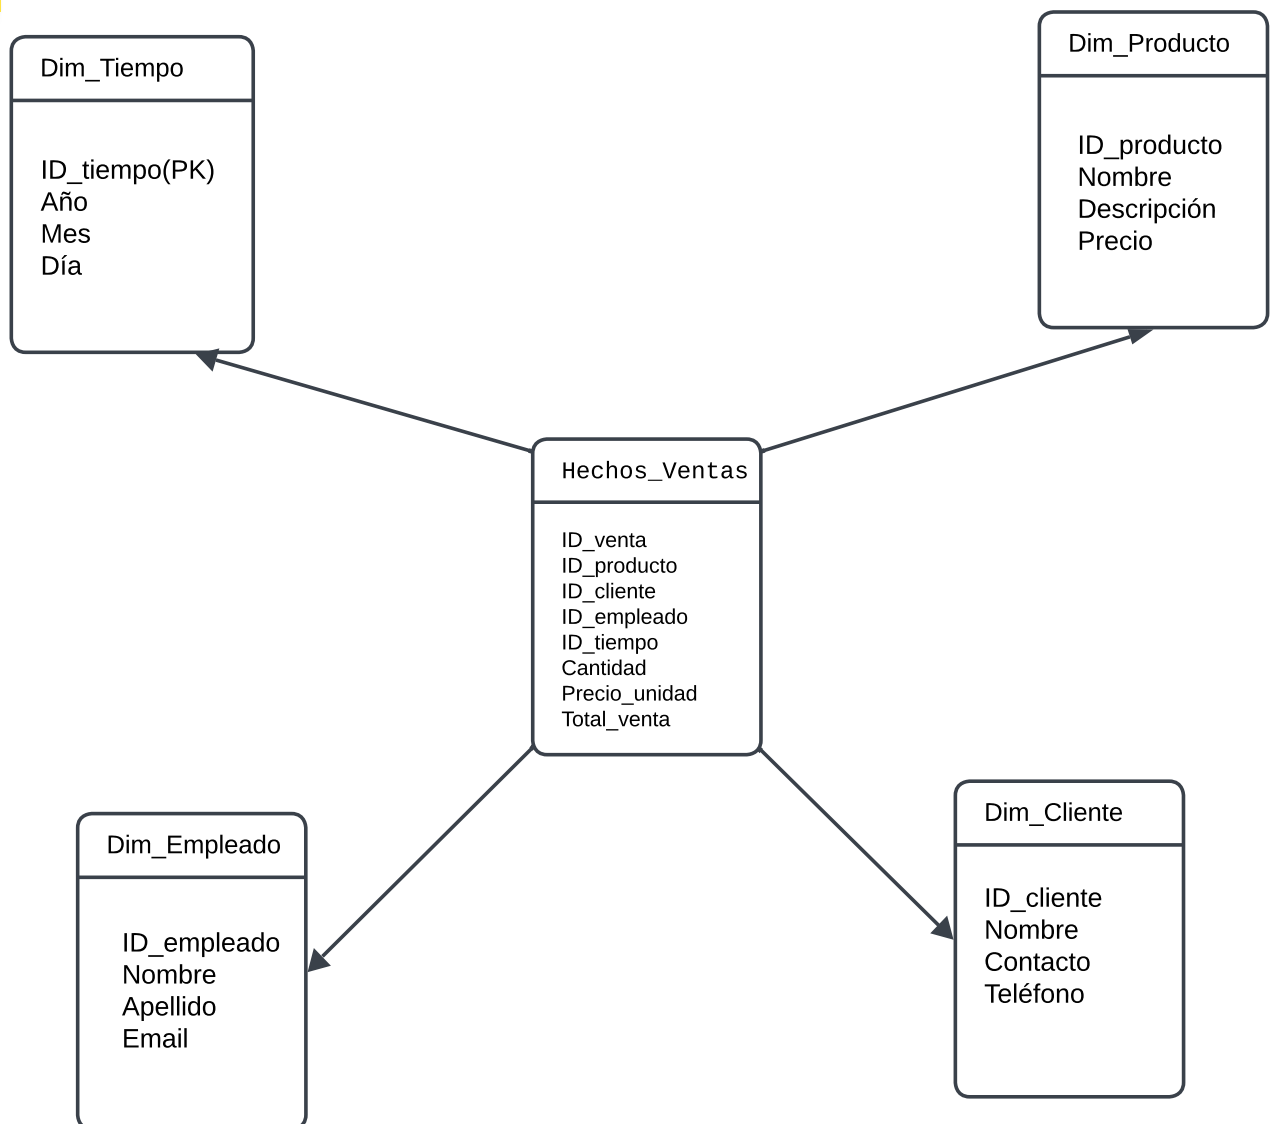 Dim_Tiempo
ID_tiempo(PK)
Año
Mes
Día
Dim_Producto
ID_producto
Nombre
Descripción
Precio
Hechos_Ventas
ID_venta
ID_producto
ID_cliente
ID_empleado
ID_tiempo
Cantidad
Precio_unidad
Total_venta
Dim_Empleado
ID_empleado
Nombre
Apellido
Email
Dim_Cliente
ID_cliente
Nombre
Contacto
Teléfono